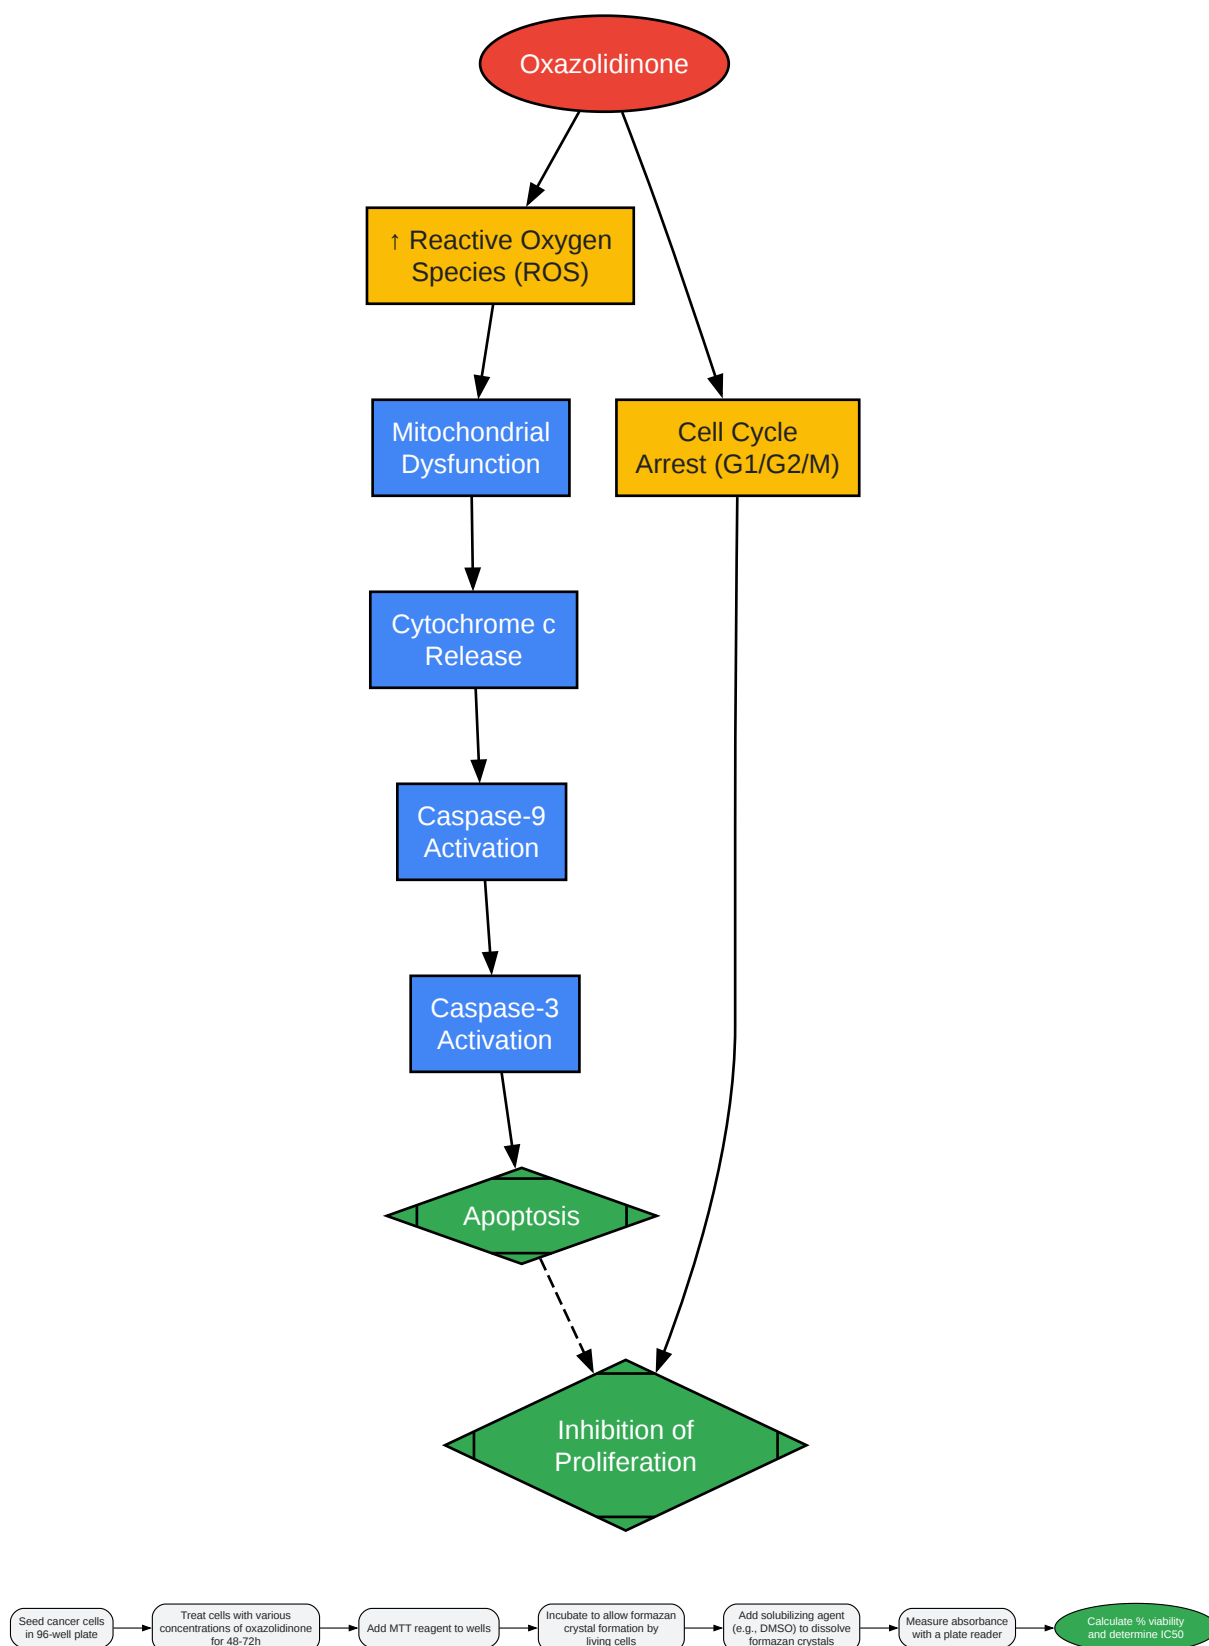 Oxazolidinone
↑ Reactive Oxygen
Species (ROS)
Mitochondrial
Dysfunction
Cell Cycle
Arrest (G1/G2/M)
Cytochrome c
Release
Caspase-9
Activation
Caspase-3
Activation
Apoptosis
Inhibition of
Proliferation
Seed cancer cells
in 96-well plate
Treat cells with various
concentrations of oxazolidinone
for 48-72h
Add MTT reagent to wells
Incubate to allow formazan
crystal formation by
living cells
Add solubilizing agent
(e.g., DMSO) to dissolve
formazan crystals
Measure absorbance
with a plate reader
Calculate % viability
and determine IC50